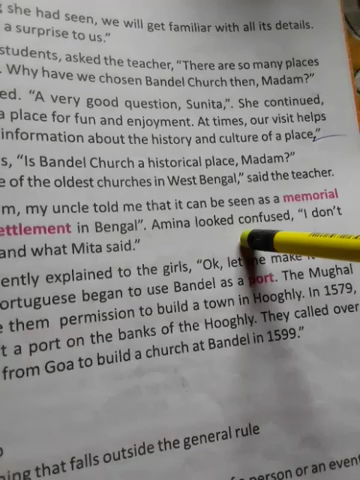 she had seen, we will get familiar with all its details.
a surprise to us.”
students, asked the teacher, “There are so many places
. Why have we chosen Bandel Church then, Madam?”
ed. “A very good question, Sunita,”. She continued,
a place for fun and enjoyment. At times, our visit helps
information about the history and culture of a place,”
s, “Is Bandel Church a historical place, Madam?”
e of the oldest churches in West Bengal,” said the teacher.
m, my uncle told me that it can be seen as a memorial
ettlement in Bengal”. Amina looked confused, “I don’t
and what Mita said.”
ently explained to the girls, “Ok, let me make it
ortuguese began to use Bandel as a port. The Mughal
e them permission to build a town in Hooghly. In 1579,
t a port on the banks of the Hooghly. They called over
from Goa to build a church at Bandel in 1599.”
ning that falls outside the general rule
person or an event